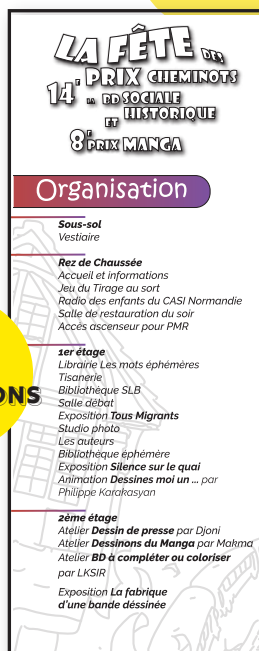 LA FÊTE DES
14E PRIX CHEMINOTS
LA BD SOCIALE
ET HISTORIQUE
8E PRIX MANGA
Organisation
Sous-sol
Vestiaire
Rez de Chaussée
Accueil et informations
Jeu du Tirage au sort
Radio des enfants du CASI Normandie
Salle de restauration du soir
Accès ascenseur pour PMR
1er étage
Librairie Les mots éphémères
Tisanerie
Bibliothèque SLB
Salle débat
Exposition Tous Migrants
Studio photo
Les auteurs
Bibliothèque éphémère
Exposition Silence sur le quai
Animation Dessines moi un ... par
Philippe Karakasyan
ONS
2ème étage
Atelier Dessin de presse par Djoni
Atelier Dessinons du Manga par Makma
Atelier BD à compléter ou coloriser
par LKSIR
Exposition La fabrique
d'une bande déssinée